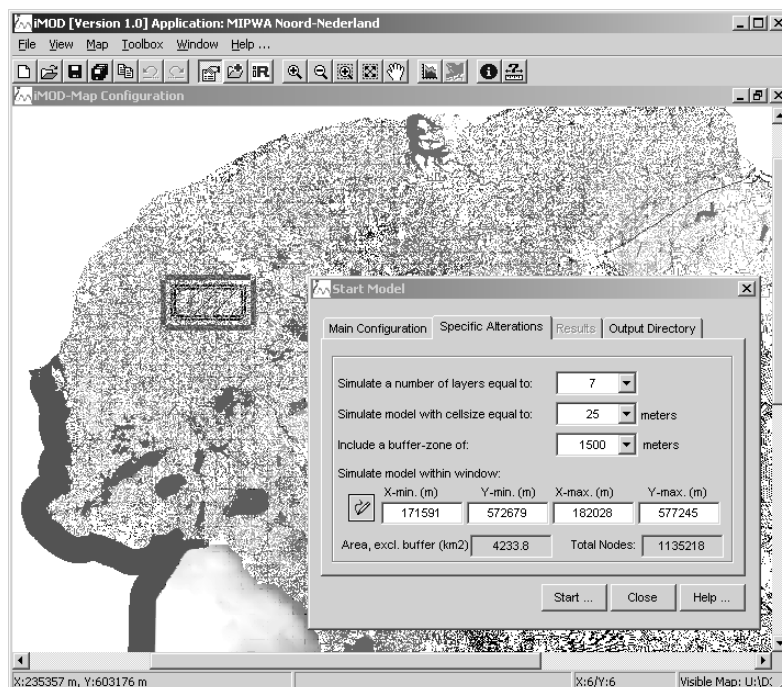 iMOD [Version 1.0] Application: MIPWA Noord-Nederland
File View Map Toolbox Window Help ...
iR
iMOD-Map Configuration
Start Model
Main Configuration Specific Alterations Results Output Directory
Simulate a number of layers equal to: 7
Simulate model with cellsize equal to: 25 meters
Include a buffer-zone of: 1500 meters
Simulate model within window:
X-min. (m) Y-min. (m) X-max. (m) Y-max. (m)
171591 572679 182028 577245
Area, excl. buffer (km2) 4233.8 Total Nodes: 1135218
Start ... Close Help ...
X:235357 m, Y:603176 m X:6/Y:6 Visible Map: U:\D: